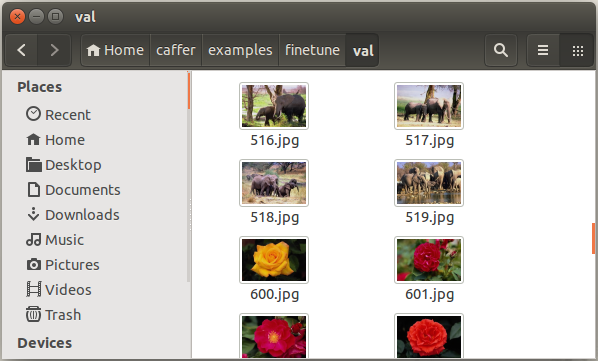 val
Home caffer examples finetune val
Places
Recent
Home
Desktop
Documents
Downloads
Music
Pictures
Videos
Trash
Devices
516.jpg 517.jpg
518.jpg 519.jpg
600.jpg 601.jpg